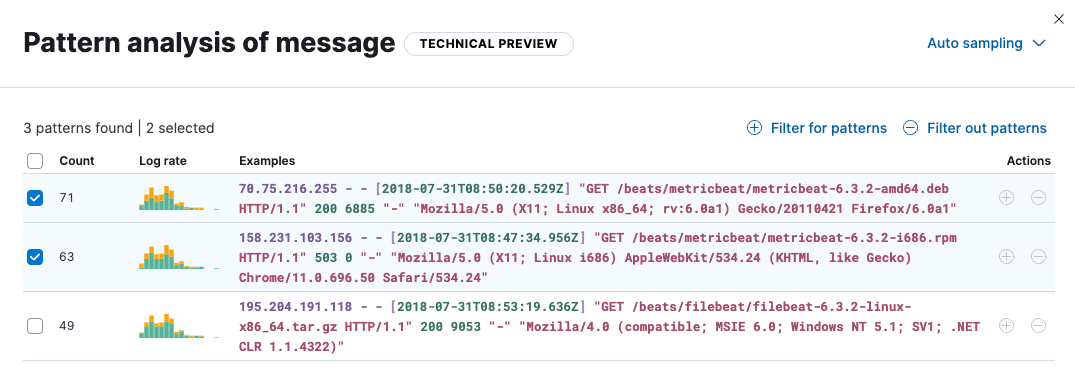 Pattern analysis of message TECHNICAL PREVIEW Auto sampling
3 patterns found | 2 selected Filter for patterns Filter out patterns
Count Log rate Examples Actions
71 70.75.216.255 - - [2018-07-31T08:50:20.529Z] "GET /beats/metricbeat/metricbeat-6.3.2-amd64.deb
HTTP/1.1" 200 6885 "-" "Mozilla/5.0 (X11; Linux x86_64; rv:6.0a1) Gecko/20110421 Firefox/6.0a1"
63 158.231.103.156 - - [2018-07-31T08:47:34.956Z] "GET /beats/metricbeat/metricbeat-6.3.2-i686.rpm
HTTP/1.1" 503 0 "-" "Mozilla/5.0 (X11; Linux i686) AppleWebKit/534.24 (KHTML, like Gecko)
Chrome/11.0.696.50 Safari/534.24"
49 195.204.191.118 - - [2018-07-31T08:53:19.636Z] "GET /beats/filebeat/filebeat-6.3.2-linux-
x86_64.tar.gz HTTP/1.1" 200 9053 "-" "Mozilla/4.0 (compatible; MSIE 6.0; Windows NT 5.1; SV1; .NET
CLR 1.1.4322)"